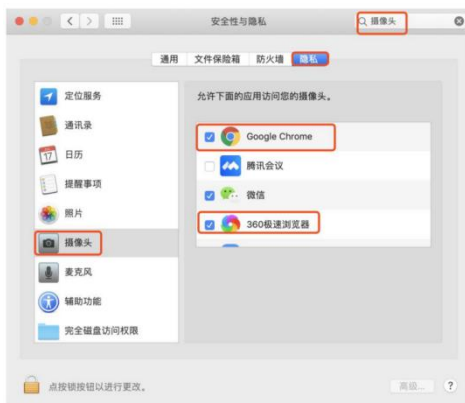 安全性与隐私
摄像头
通用 文件保险箱 防火墙 隐私
定位服务
通讯录
17
日历
提醒事项
照片
摄像头
麦克风
辅助功能
完全磁盘访问权限
允许下面的应用访问您的摄像头。
Google Chrome
腾讯会议
微信
360极速浏览器
点按锁按钮以进行更改。
高级... ?